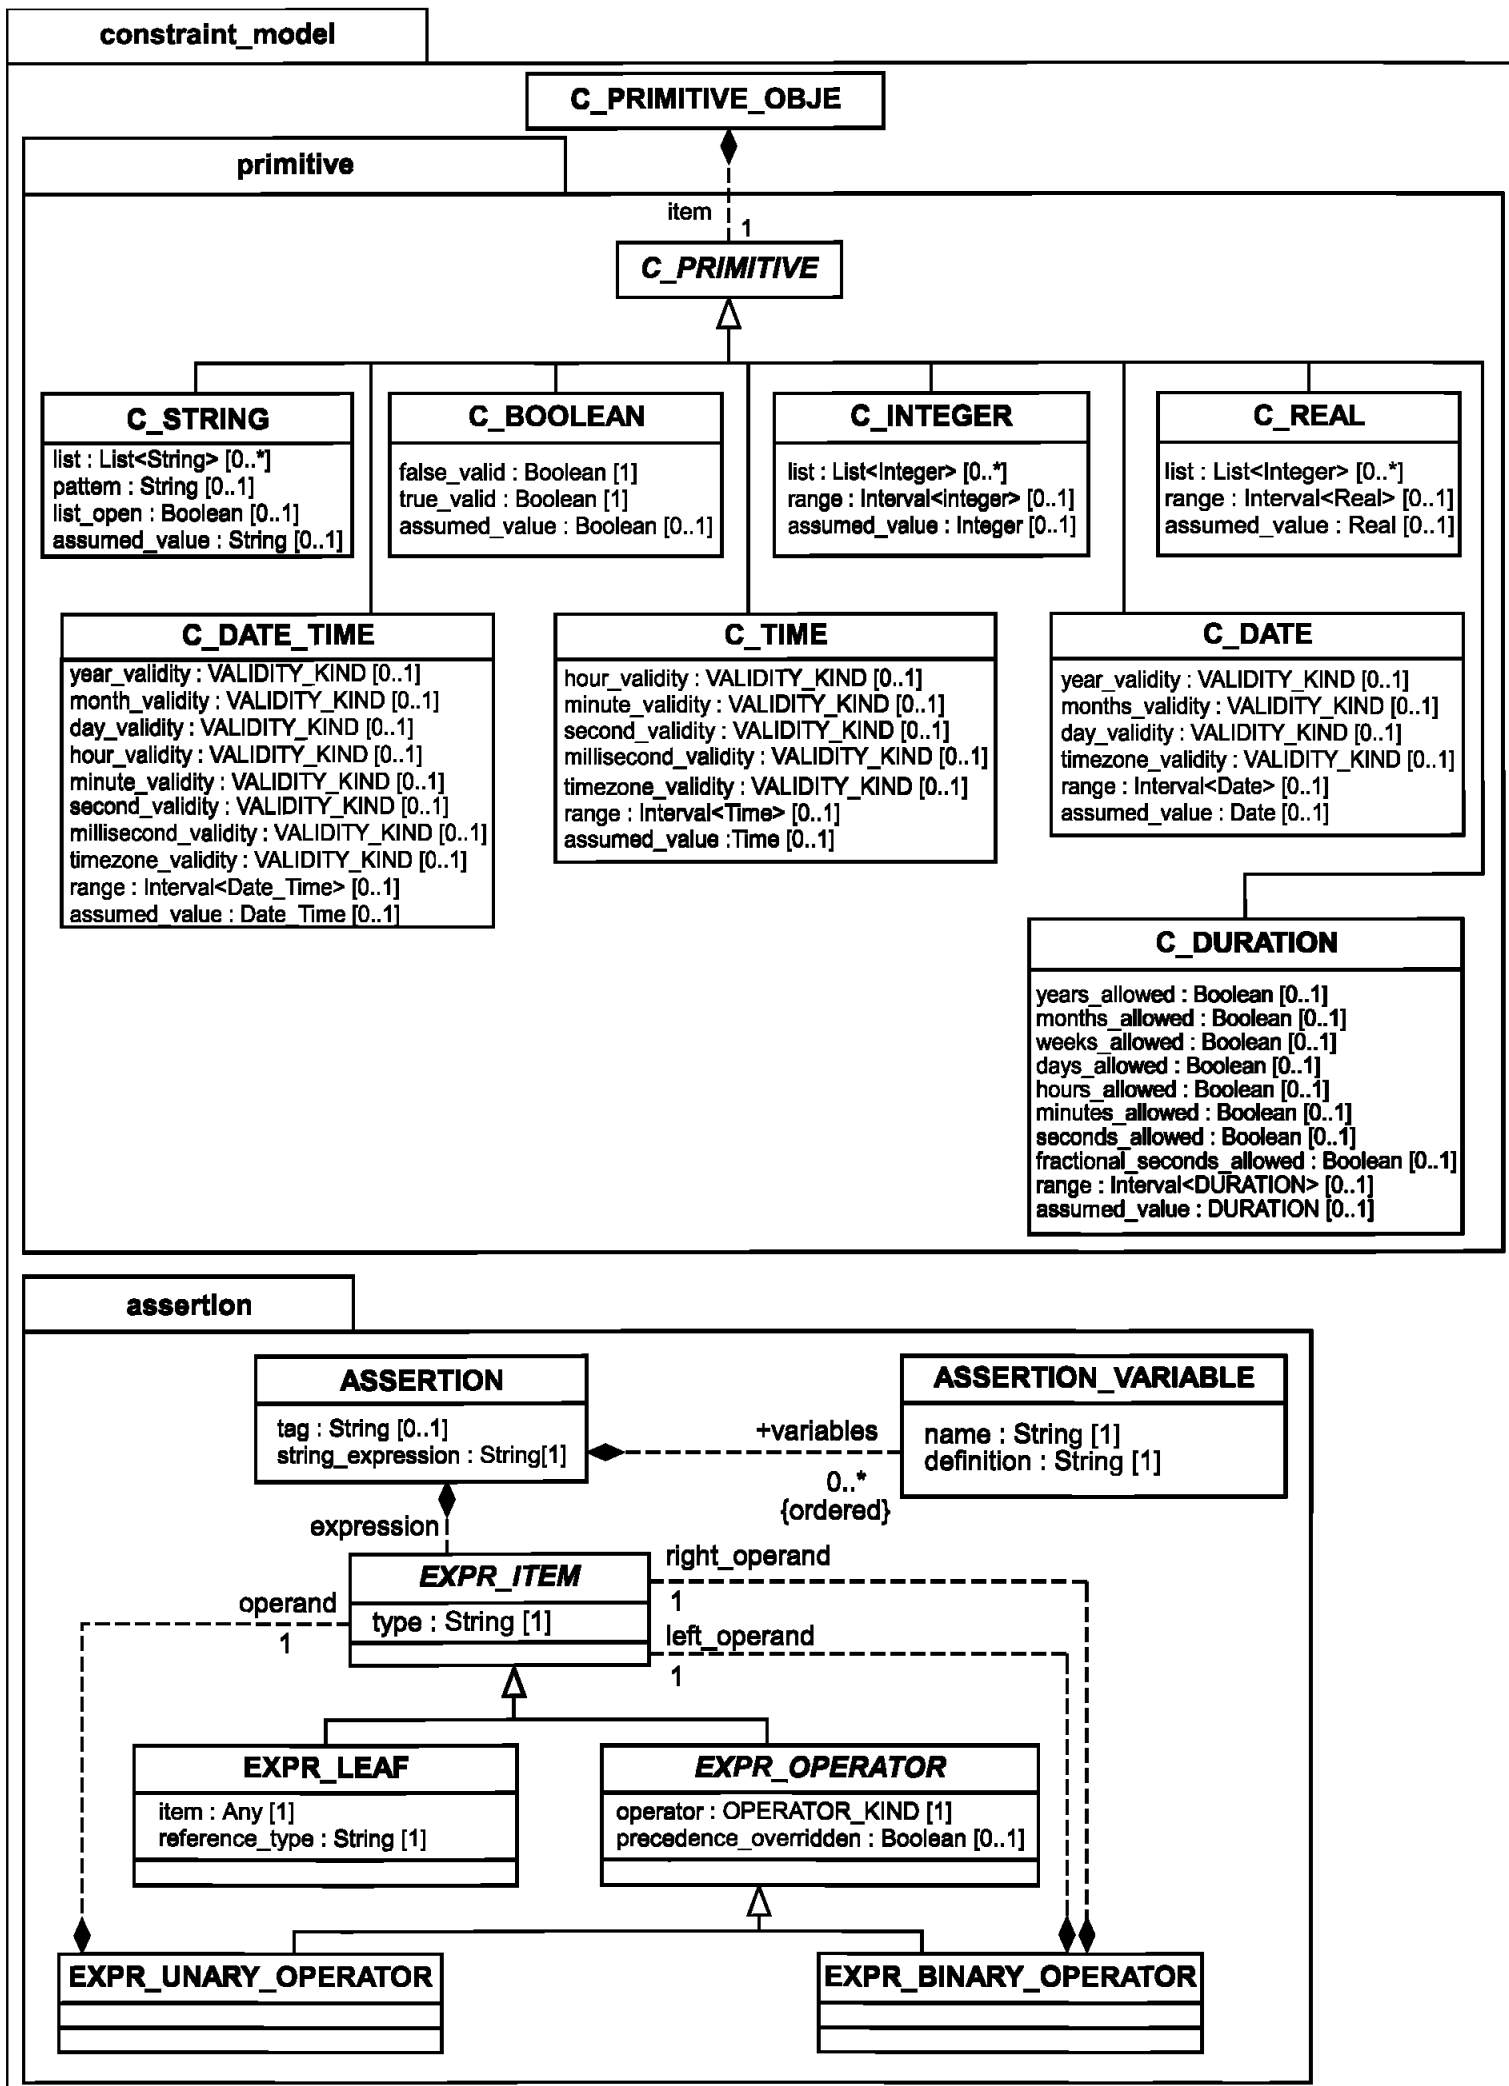 constraint_model
C_PRIMITIVE_OBJE
primitive
item
1
C_PRIMITIVE
C_STRING
list : List<String> [0..*]
pattem : String [0..1]
list_open : Boolean [0..1]
assumed_value : String [0..1]
C_BOOLEAN
false_valid : Boolean [1]
true_valid : Boolean [1]
assumed_value : Boolean [0..1]
C_INTEGER
list : List<Integer> [0..*]
range : Interval<integer> [0..1]
assumed_value : Integer [0..1]
C_REAL
list : List<Integer> [0..*]
range : Interval<Real> [0..1]
assumed_value : Real [0..1]
C_DATE_TIME
year_validity : VALIDITY_KIND [0..1]
month_validity : VALIDITY_KIND [0..1]
day_validity : VALIDITY_KIND [0..1]
hour_validity : VALIDITY_KIND [0..1]
minute_validity : VALIDITY_KIND [0..1]
second_validity : VALIDITY_KIND [0..1]
millisecond_validity : VALIDITY_KIND [0..1]
timezone_validity : VALIDITY_KIND [0..1]
range : Interval<Date_Time> [0..1]
assumed_value : Date_Time [0..1]
C_TIME
hour_validity : VALIDITY_KIND [0..1]
minute_validity : VALIDITY_KIND [0..1]
second_validity : VALIDITY_KIND [0..1]
millisecond_validity : VALIDITY_KIND [0..1]
timezone_validity : VALIDITY_KIND [0..1]
range : Interval<Time> [0..1]
assumed_value :Time [0..1]
C_DATE
year_validity : VALIDITY_KIND [0..1]
months_validity : VALIDITY_KIND [0..1]
day_validity : VALIDITY_KIND [0..1]
timezone_validity : VALIDITY_KIND [0..1]
range : Interval<Date> [0..1]
assumed_value : Date [0..1]
C_DURATION
years_allowed : Boolean [0..1]
months_allowed : Boolean [0..1]
weeks_allowed : Boolean [0..1]
days_allowed : Boolean [0..1]
hours_allowed : Boolean [0..1]
minutes_allowed : Boolean [0..1]
seconds_allowed : Boolean [0..1]
fractional_seconds_allowed : Boolean [0..1]
range : Interval<DURATION> [0..1]
assumed_value : DURATION [0..1]
assertion
ASSERTION
tag : String [0..1]
string_expression : String[1]
+variables
0..*
{ordered}
ASSERTION_VARIABLE
name : String [1]
definition : String [1]
expression
EXPR_ITEM
type : String [1]
operand
1
right_operand
1
left_operand
1
EXPR_LEAF
item : Any [1]
reference_type : String [1]
EXPR_OPERATOR
operator : OPERATOR_KIND [1]
precedence_overridden : Boolean [0..1]
EXPR_UNARY_OPERATOR
EXPR_BINARY_OPERATOR